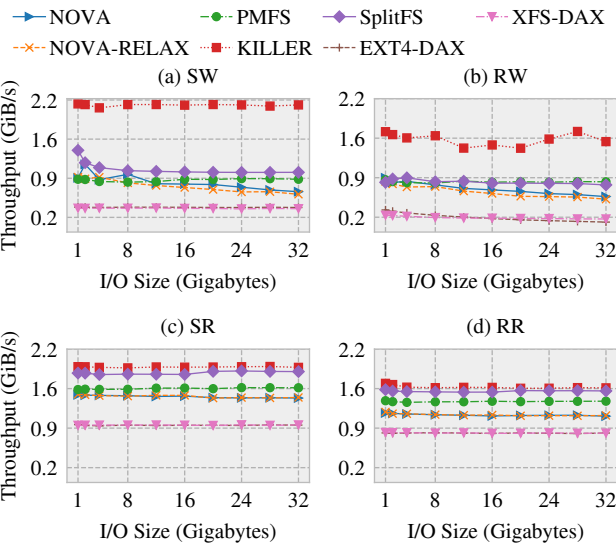 NOVA PMFS SplitFS XFS-DAX
NOVA-RELAX KILLER EXT4-DAX
(a) SW (b) RW
Throughput (GiB/s)
2.2
1.6
0.9
0.2
1 8 16 24 32
I/O Size (Gigabytes)
2.2
1.6
0.9
0.2
1 8 16 24 32
I/O Size (Gigabytes)
(c) SR (d) RR
Throughput (GiB/s)
2.2
1.6
0.9
0.2
1 8 16 24 32
I/O Size (Gigabytes)
2.2
1.6
0.9
0.2
1 8 16 24 32
I/O Size (Gigabytes)